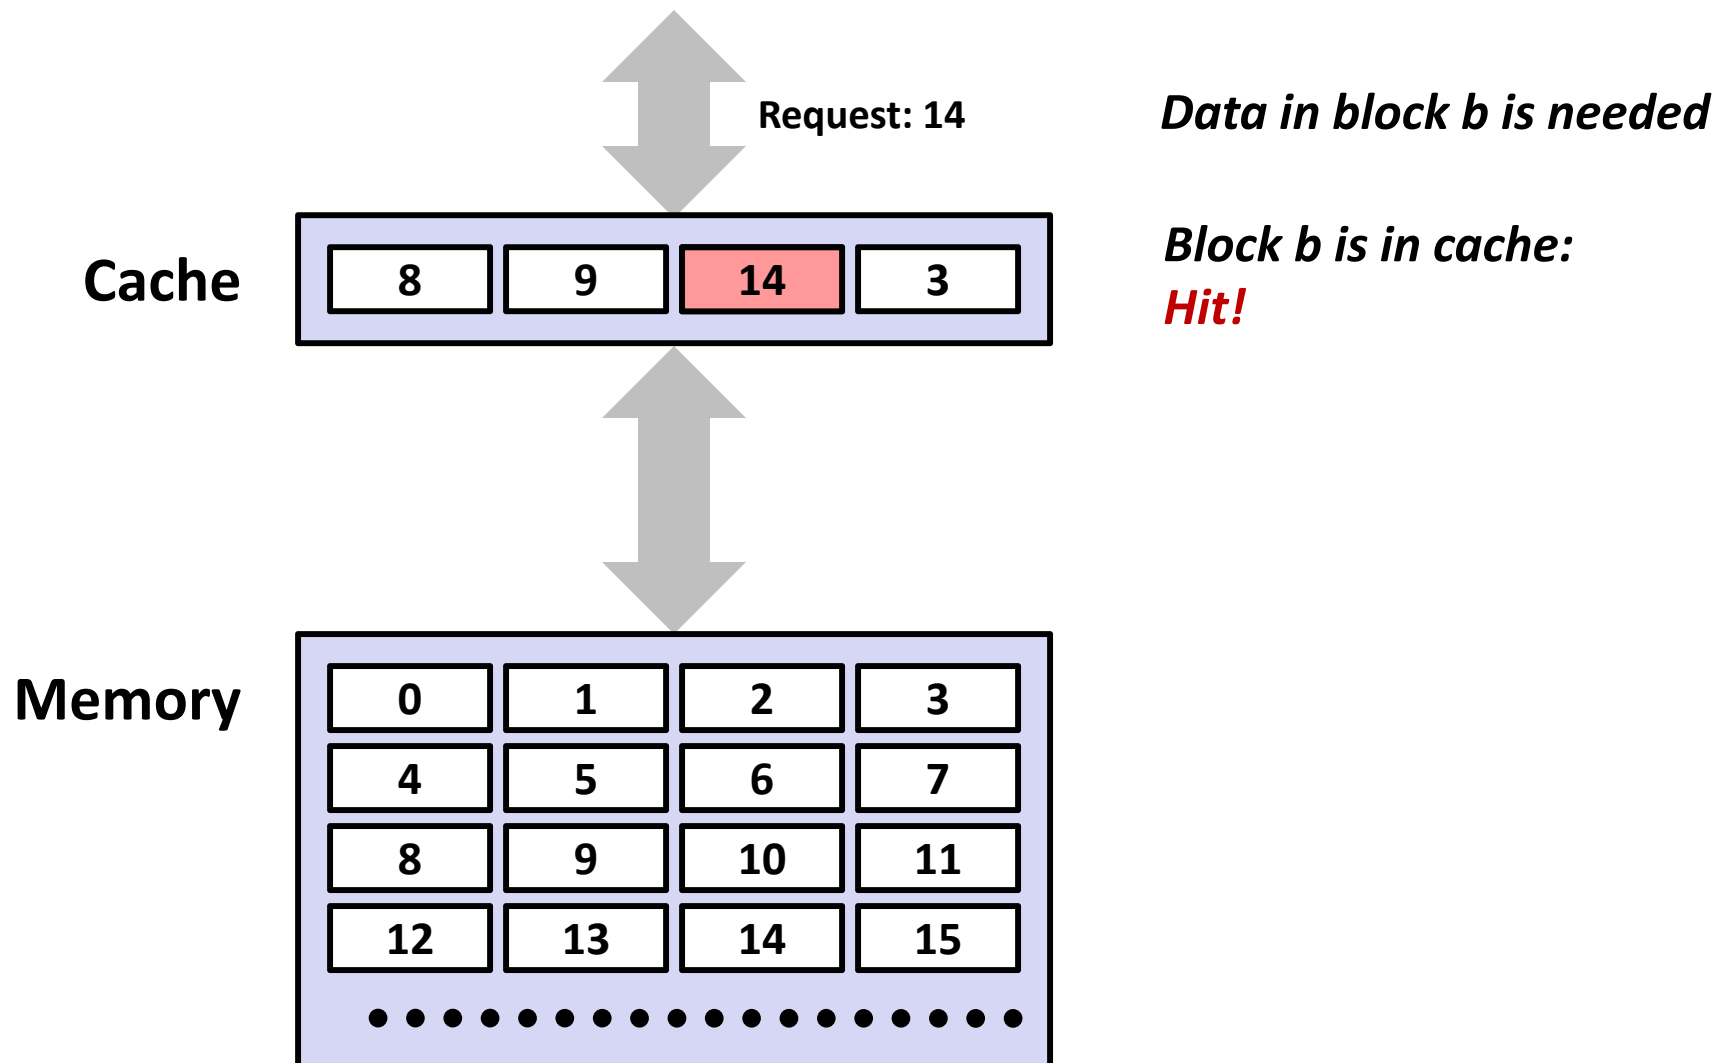 Request: 14
Data in block b is needed
Cache
8 9 14 3
Block b is in cache:
Hit!
Memory
0 1 2 3
4 5 6 7
8 9 10 11
12 13 14 15